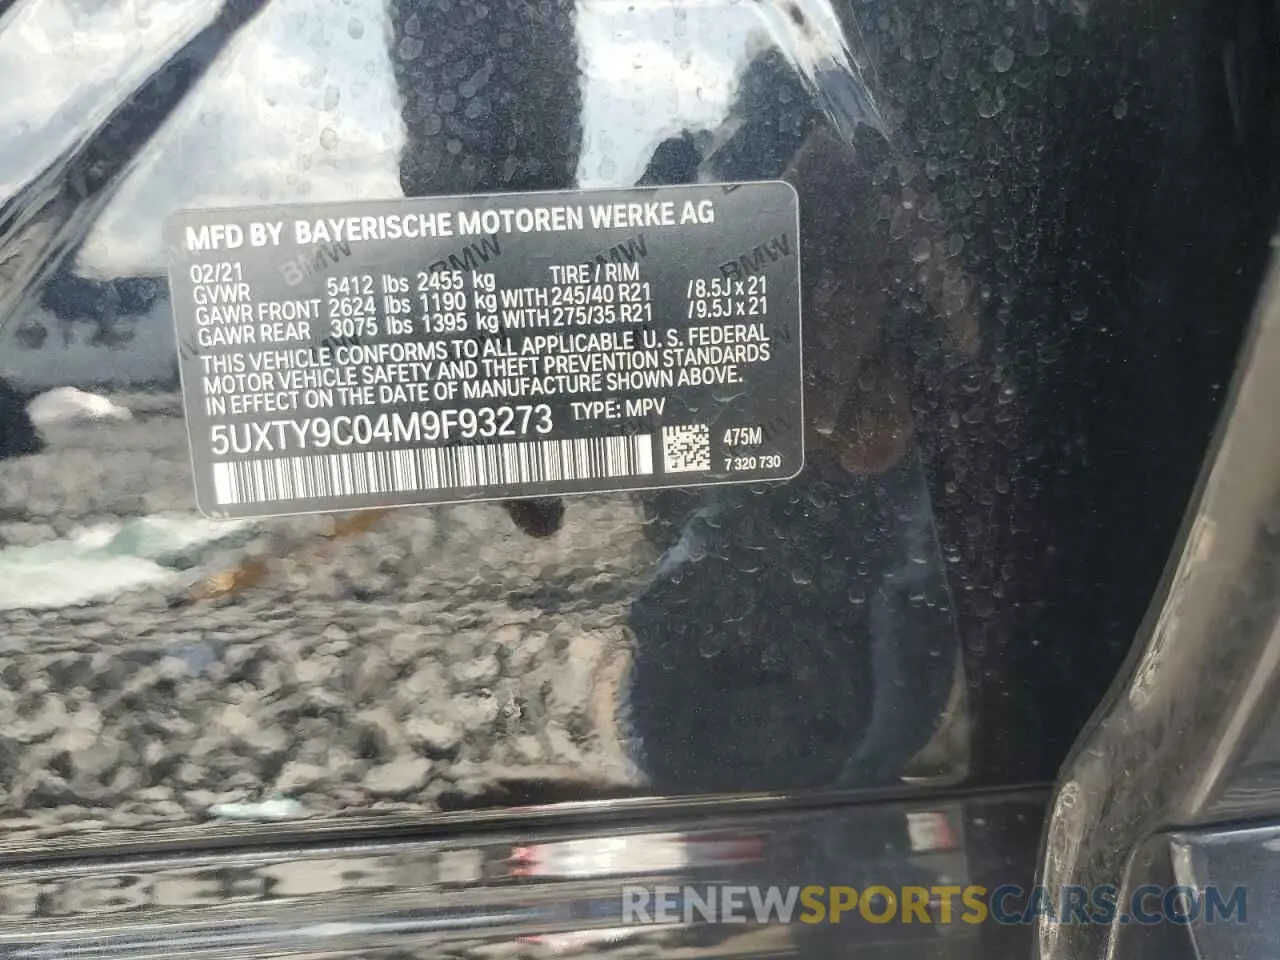 MFD BY BAYERISCHE MOTOREN WERKE AG
02/21
GVWR 5412 lbs 2455 kg TIRE / RIM
GAWR FRONT 2624 lbs 1190 kg WITH 245/40 R21 /8.5J x 21
GAWR REAR 3075 lbs 1395 kg WITH 275/35 R21 /9.5J x 21
THIS VEHICLE CONFORMS TO ALL APPLICABLE U. S. FEDERAL
MOTOR VEHICLE SAFETY AND THEFT PREVENTION STANDARDS
IN EFFECT ON THE DATE OF MANUFACTURE SHOWN ABOVE.
5UXTY9C04M9F93273 TYPE: MPV
475M
7 320 730
RENEWSPORTSCARS.COM